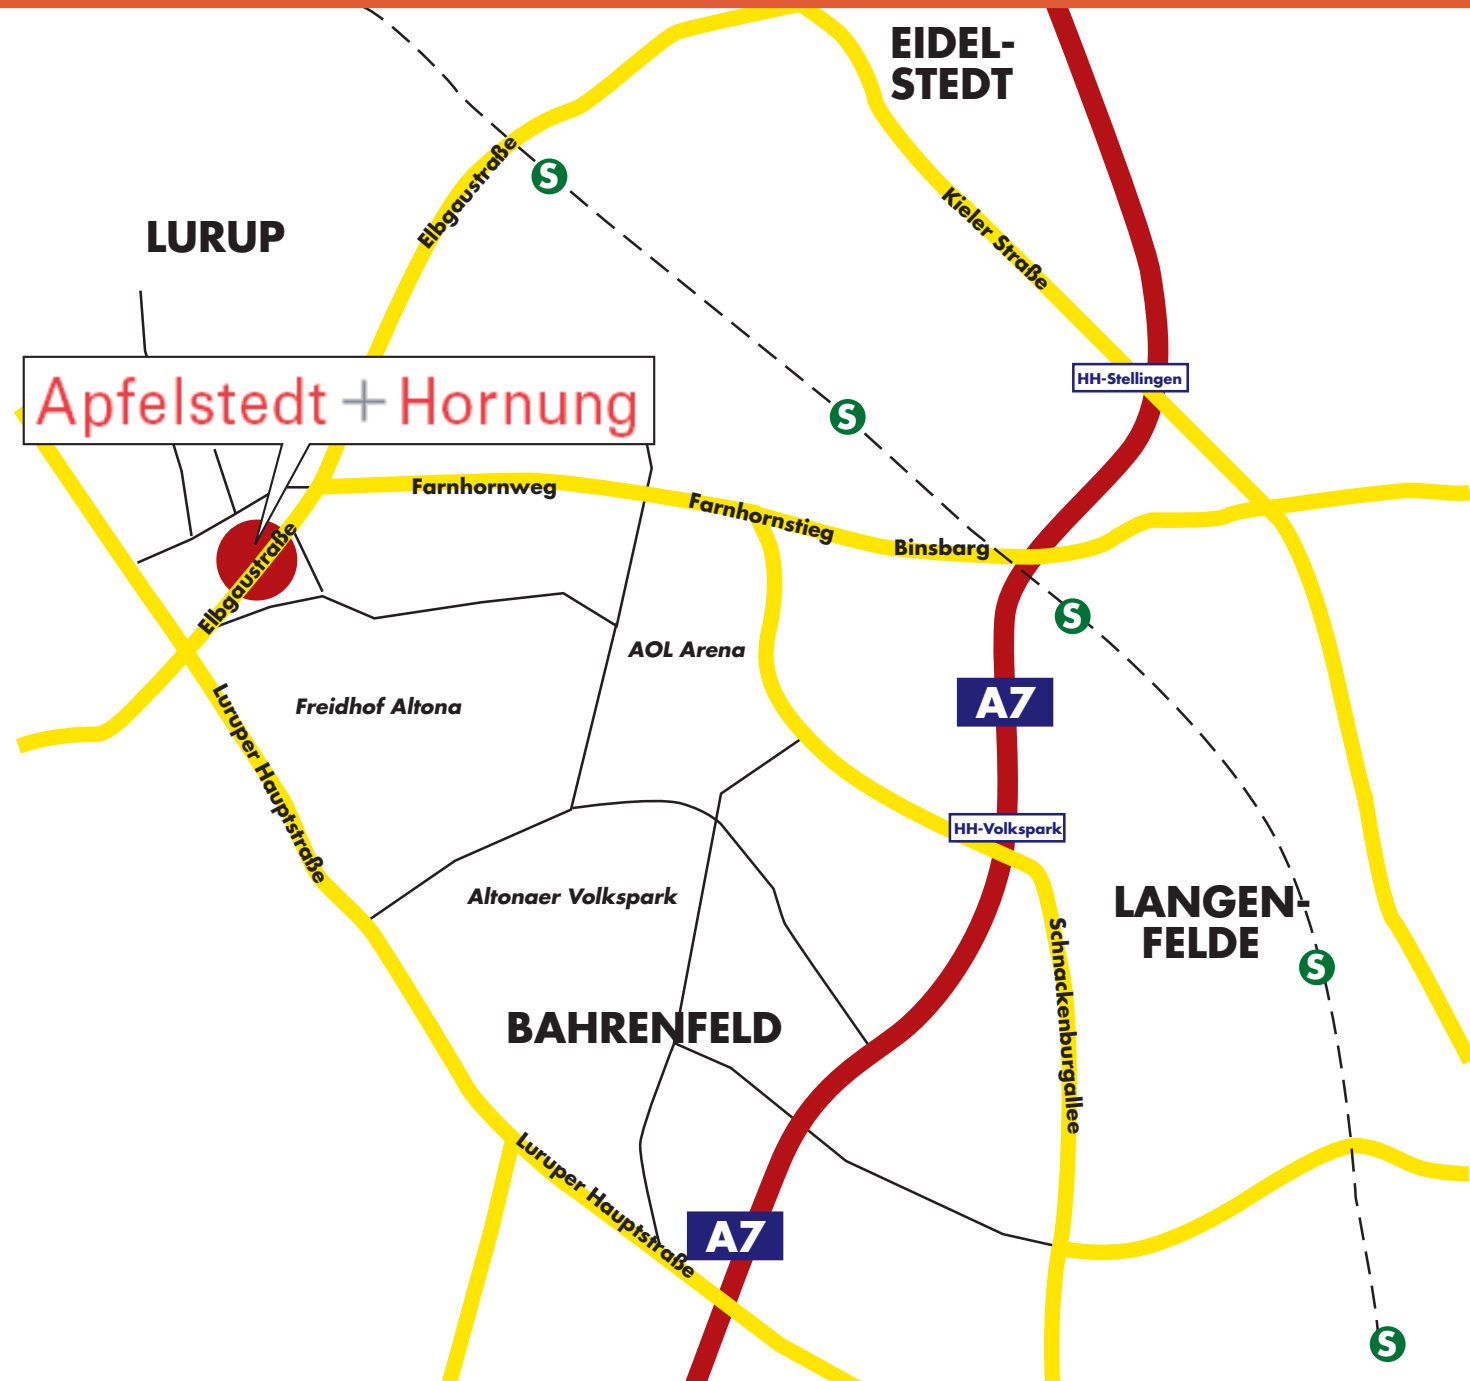 EIDEL-
STEDT
Elbgaustraße
S
Kieler Straße
LURUP
HH-Stellingen
Apfelstedt + Hornung
S
Farnhornweg
Farnhornstieg
Binsbarg
Elbgaustraße
S
AOL Arena
A7
Freidhof Altona
Luruper Hauptstraße
HH-Volkspark
Altonaer Volkspark
LANGEN-
FELDE
S
Schnackenburgallee
BAHRENFELD
Luruper Hauptstraße
A7
S